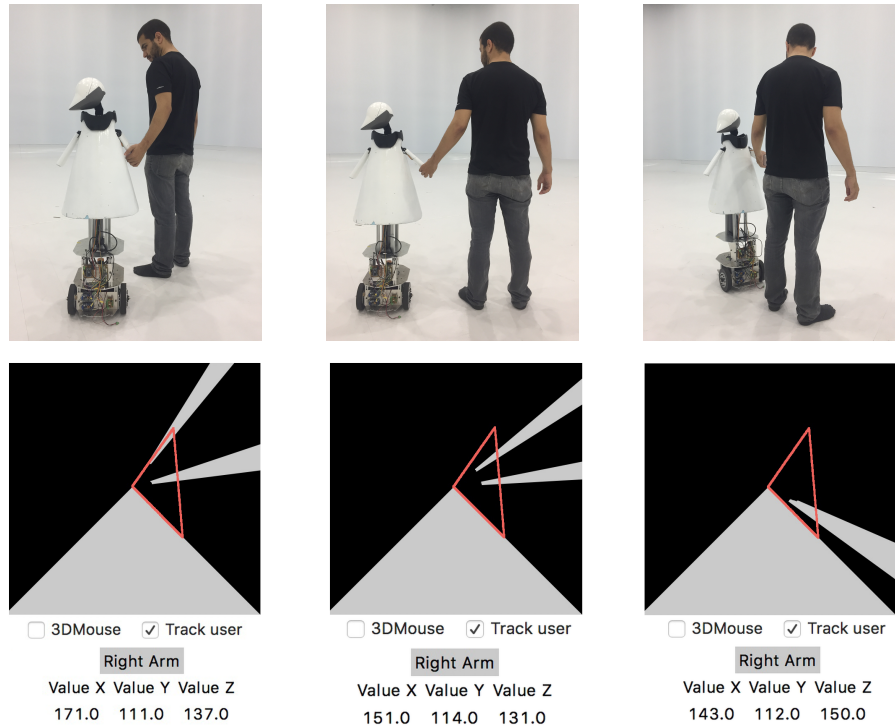 3DMouse Track user
Right Arm
Value X Value Y Value Z
171.0 111.0 137.0
3DMouse Track user
Right Arm
Value X Value Y Value Z
151.0 114.0 131.0
3DMouse Track user
Right Arm
Value X Value Y Value Z
143.0 112.0 150.0